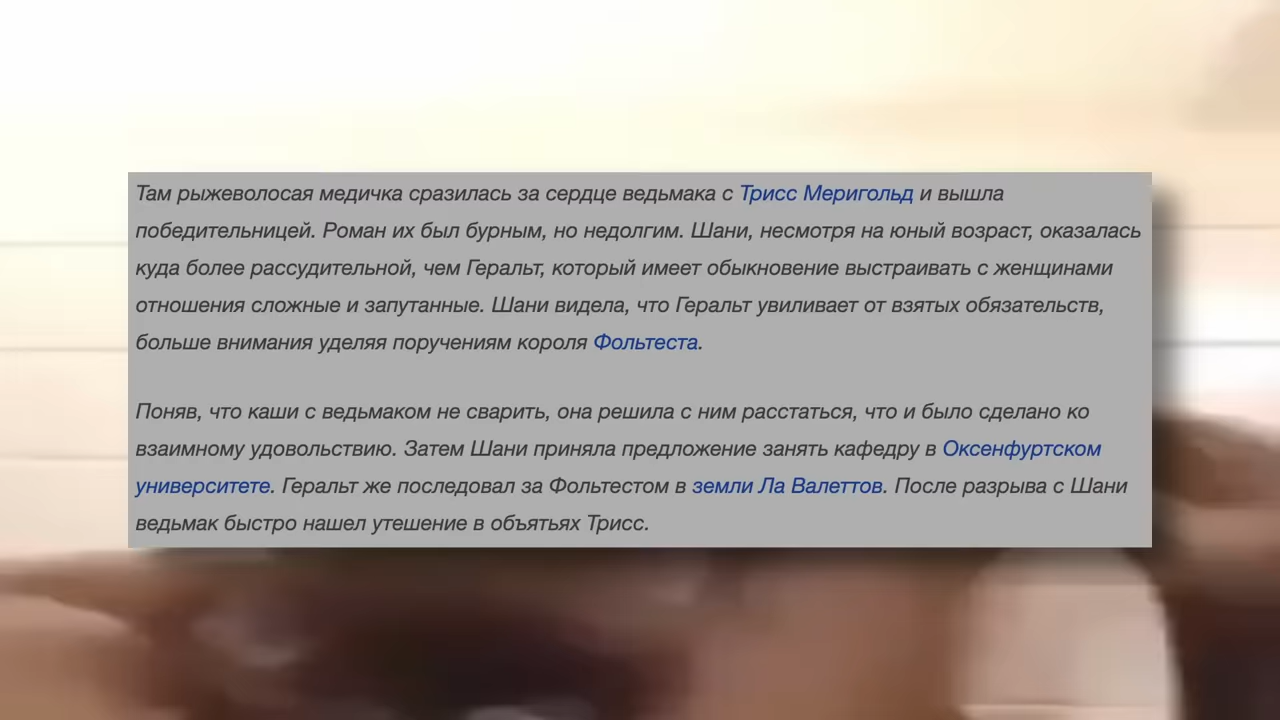 Там рыжеволосая медичка сразилась за сердце ведьмака с Трисс Меригольд и вышла
победительницей. Роман их был бурным, но недолгим. Шани, несмотря на юный возраст, оказалась
куда более рассудительной, чем Геральт, который имеет обыкновение выстраивать с женщинами
отношения сложные и запутанные. Шани видела, что Геральт увиливает от взятых обязательств,
больше внимания уделяя поручениям короля Фольтеста.
Поняв, что каши с ведьмаком не сварить, она решила с ним расстаться, что и было сделано ко
взаимному удовольствию. Затем Шани приняла предложение занять кафедру в Оксенфуртском
университете. Геральт же последовал за Фольтестом в земли Ла Валеттов. После разрыва с Шани
ведьмак быстро нашел утешение в объятьях Трисс.